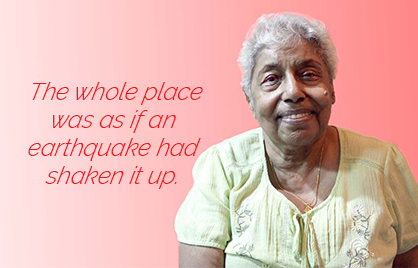 The whole place
was as if an
earthquake had
shaken it up.